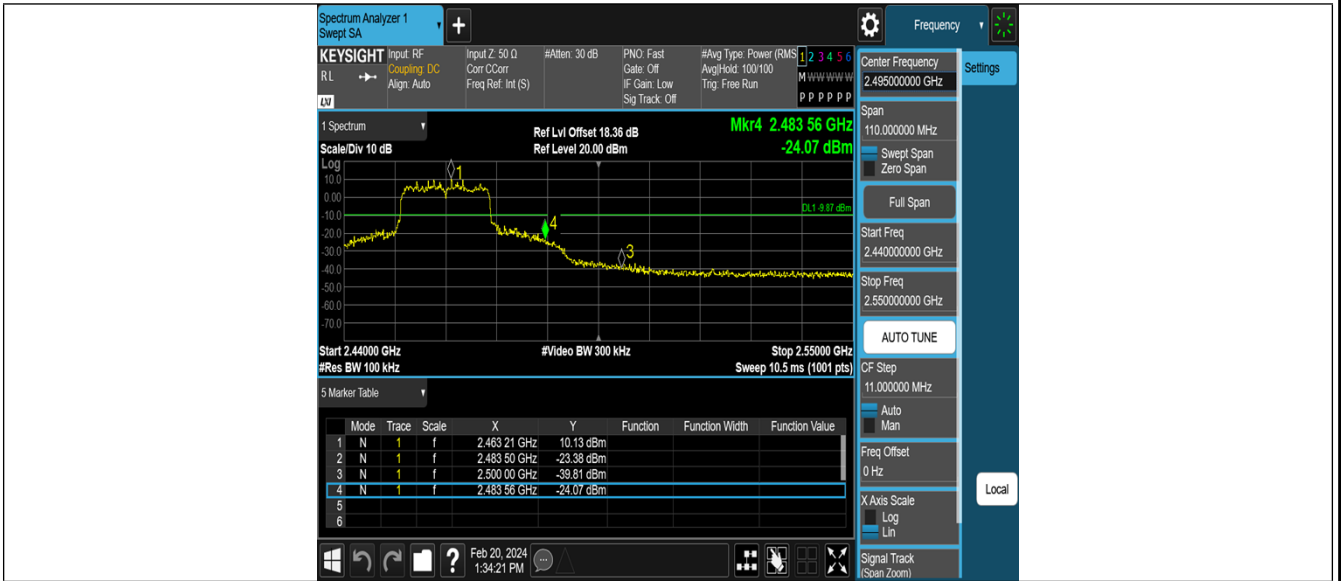 Spectrum Analyzer 1
Swept SA
+
Frequency
KEYSIGHT
RL
LXI
Input: RF
Coupling: DC
Align: Auto
Input Z: 50 Ω
Corr CCorr
Freq Ref: Int (S)
#Atten: 30 dB
PNO: Fast
Gate: Off
IF Gain: Low
Sig Track: Off
#Avg Type: Power (RMS
Avg|Hold: 100/100
Trig: Free Run
1 2 3 4 5 6
M W W W W W
P P P P P P
1 Spectrum
Scale/Div 10 dB
Ref Lvl Offset 18.36 dB
Ref Level 20.00 dBm
Mkr4 2.483 56 GHz
-24.07 dBm
Log
10.0
0.00
-10.0
-20.0
-30.0
-40.0
-50.0
-60.0
-70.0
1
4
3
DL1 -9.87 dBm
Start 2.44000 GHz
#Res BW 100 kHz
#Video BW 300 kHz
Stop 2.55000 GHz
Sweep 10.5 ms (1001 pts)
5 Marker Table
Mode Trace Scale X Y Function Function Width Function Value
1 N 1 f 2.463 21 GHz 10.13 dBm
2 N 1 f 2.483 50 GHz -23.38 dBm
3 N 1 f 2.500 00 GHz -39.81 dBm
4 N 1 f 2.483 56 GHz -24.07 dBm
5
6
?
Feb 20, 2024
1:34:21 PM
Center Frequency
2.495000000 GHz
Settings
Span
110.000000 MHz
Swept Span
Zero Span
Full Span
Start Freq
2.440000000 GHz
Stop Freq
2.550000000 GHz
AUTO TUNE
CF Step
11.000000 MHz
Auto
Man
Freq Offset
0 Hz
X Axis Scale
Log
Lin
Signal Track
(Span Zoom)
Local